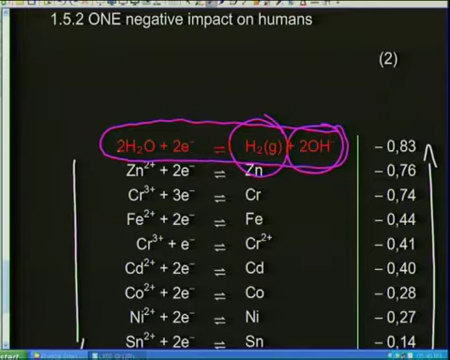 1.5.2 ONE negative impact on humans
(2)
2H₂O + 2e⁻ ⇌ H₂(g) + 2OH⁻ − 0,83
Zn²⁺ + 2e⁻ ⇌ Zn − 0,76
Cr³⁺ + 3e⁻ ⇌ Cr − 0,74
Fe²⁺ + 2e⁻ ⇌ Fe − 0,44
Cr³⁺ + e⁻ ⇌ Cr²⁺ − 0,41
Cd²⁺ + 2e⁻ ⇌ Cd − 0,40
Co²⁺ + 2e⁻ ⇌ Co − 0,28
Ni²⁺ + 2e⁻ ⇌ Ni − 0,27
Sn²⁺ + 2e⁻ ⇌ Sn − 0,14